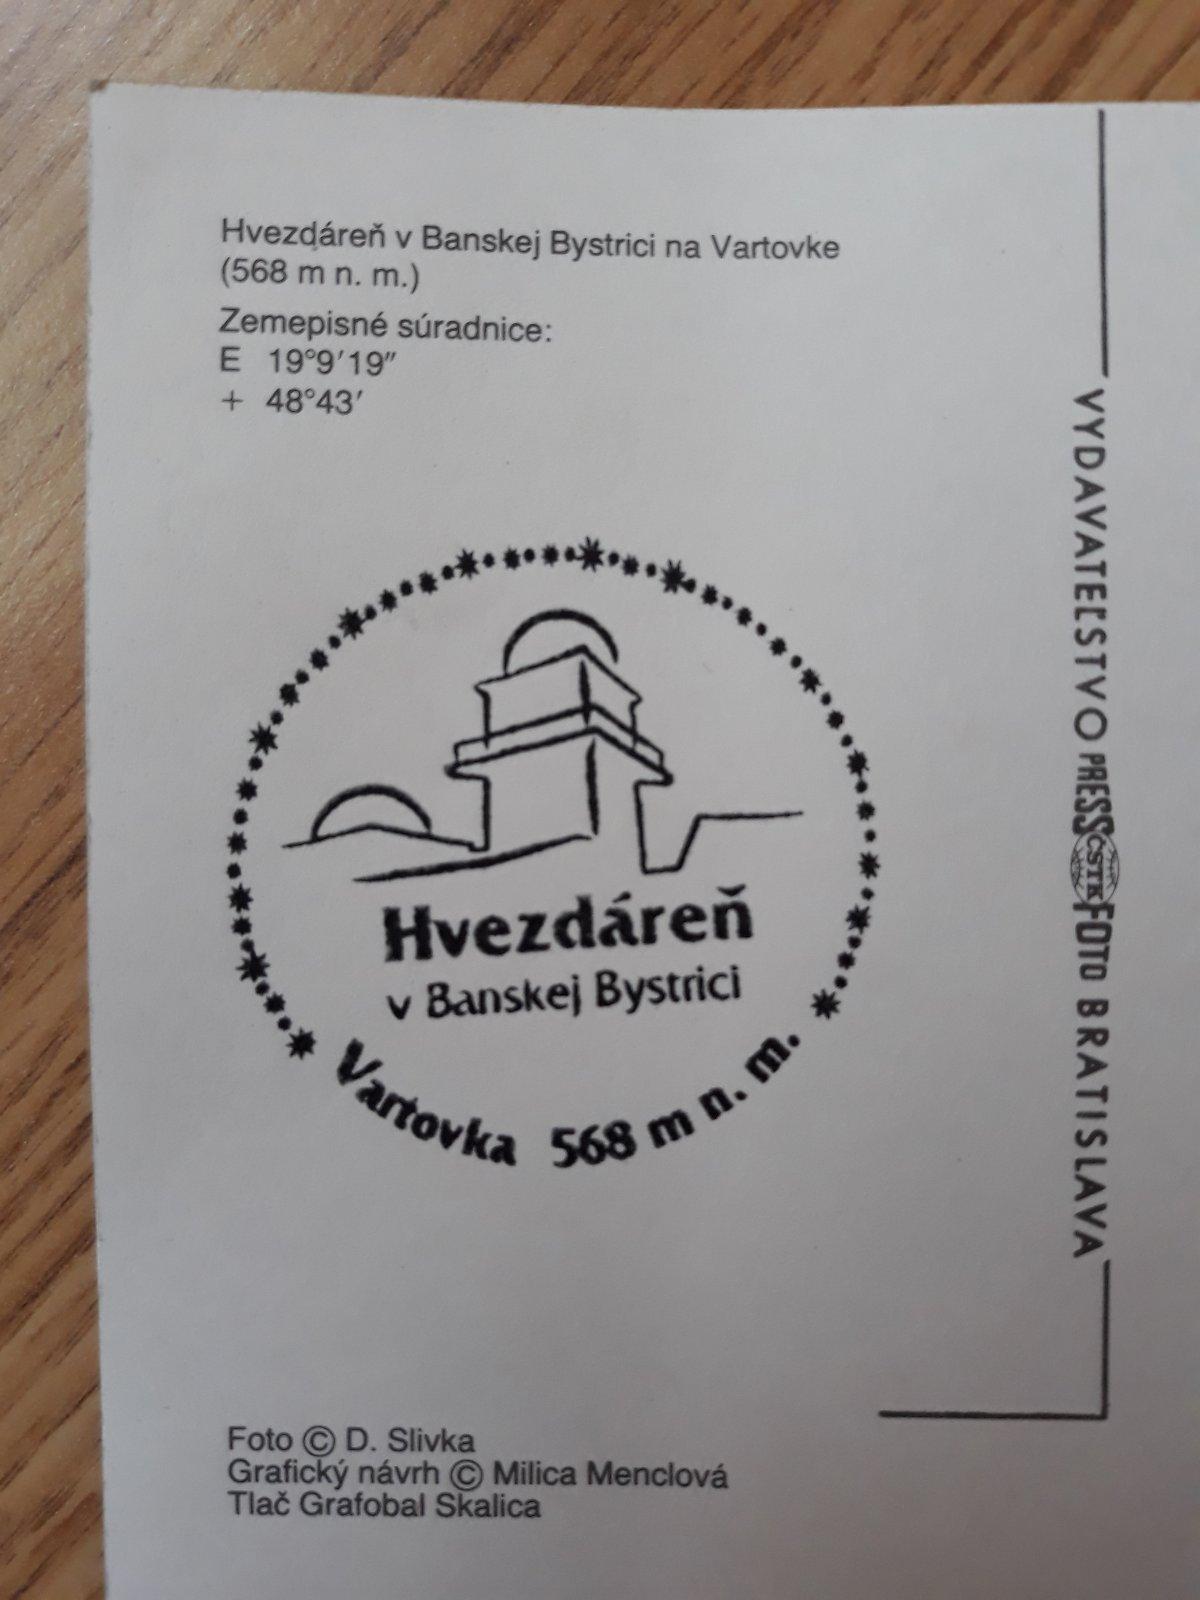 Hvezdáreň v Banskej Bystrici na Vartovke
(568 m n. m.)
Zemepisné súradnice:
E 19°9′19″
+ 48°43′
Hvezdáreň
v Banskej Bystrici
Vartovka 568 m n. m.
VYDAVATEĽSTVO PRESSFOTO BRATISLAVA
ČSTK
Foto © D. Slivka
Grafický návrh © Milica Menclová
Tlač Grafobal Skalica